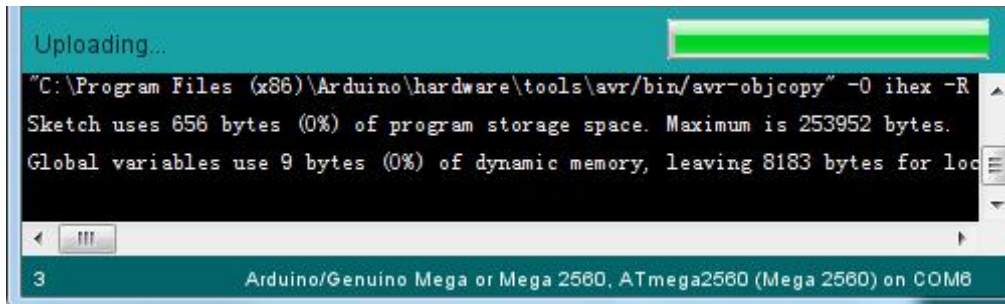 Uploading...
"C:\Program Files (x86)\Arduino\hardware\tools\avr/bin/avr-objcopy" -O ihex -R
Sketch uses 656 bytes (0%) of program storage space. Maximum is 253952 bytes.
Global variables use 9 bytes (0%) of dynamic memory, leaving 8183 bytes for loc
3
Arduino/Genuino Mega or Mega 2560, ATmega2560 (Mega 2560) on COM6